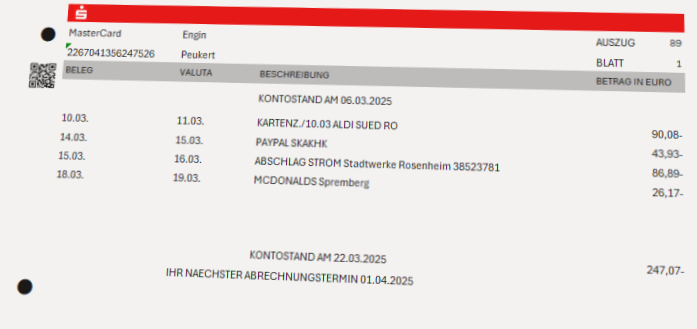 MasterCard Engin AUSZUG 89
2267041356247526 Peukert BLATT 1
BELEG VALUTA BESCHREIBUNG BETRAG IN EURO
KONTOSTAND AM 06.03.2025
10.03. 11.03. KARTENZ./10.03 ALDI SUED RO 90,08-
14.03. 15.03. PAYPAL SKAKHK 43,93-
15.03. 16.03. ABSCHLAG STROM Stadtwerke Rosenheim 38523781 86,89-
18.03. 19.03. MCDONALDS Spremberg 26,17-
KONTOSTAND AM 22.03.2025 247,07-
IHR NAECHSTER ABRECHNUNGSTERMIN 01.04.2025